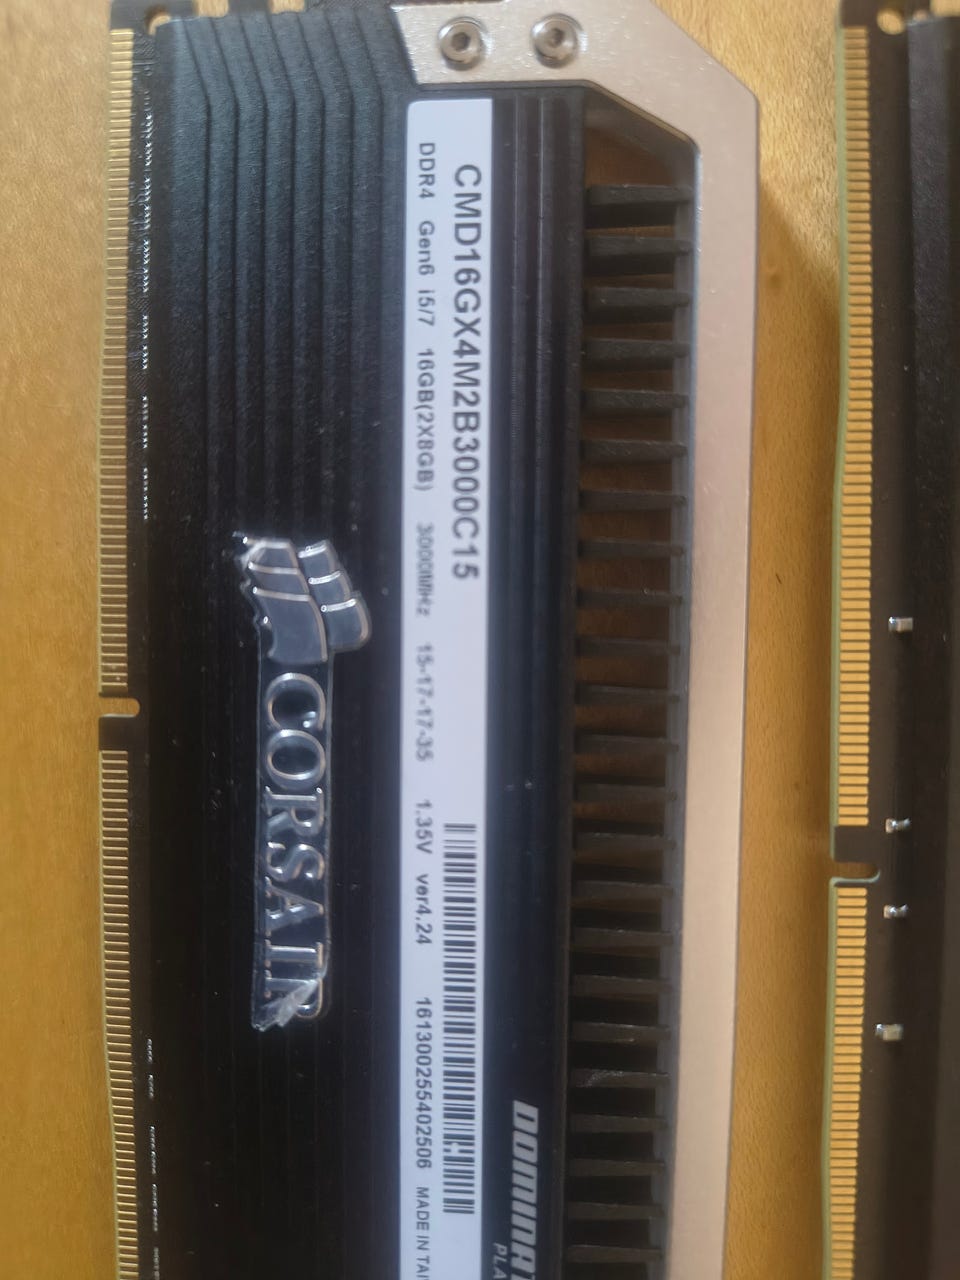 CMD16GX4M2B3000C15
DDR4 Gen6 i5/7 16GB(2X8GB) 3000MHz 15-17-17-35 1.35V ver4.24 16130025540250​6 MADE IN
CORSAIR